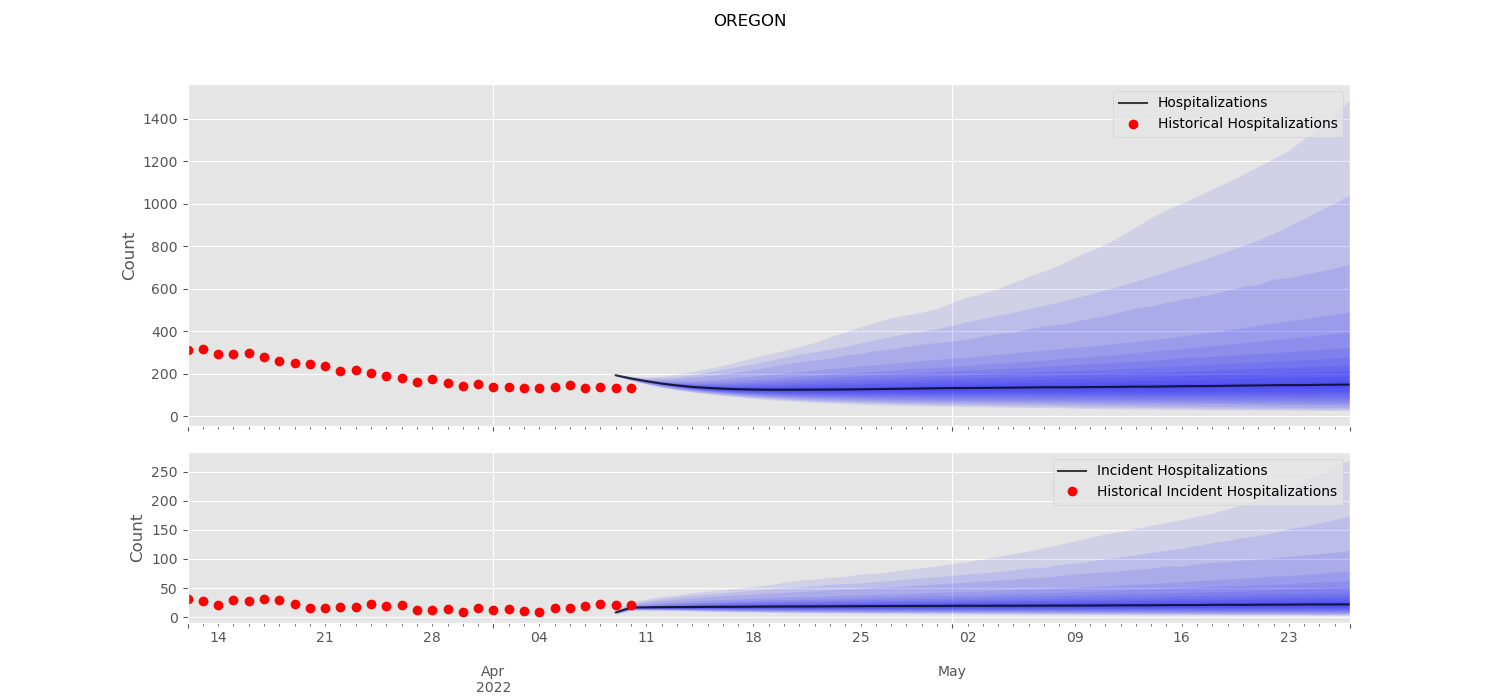 OREGON
Hospitalizations
Historical Hospitalizations
Count
1400
1200
1000
800
600
400
200
0
Incident Hospitalizations
Historical Incident Hospitalizations
Count
250
200
150
100
50
0
14 21 28 04 11 18 25 02 09 16 23
Apr May
2022